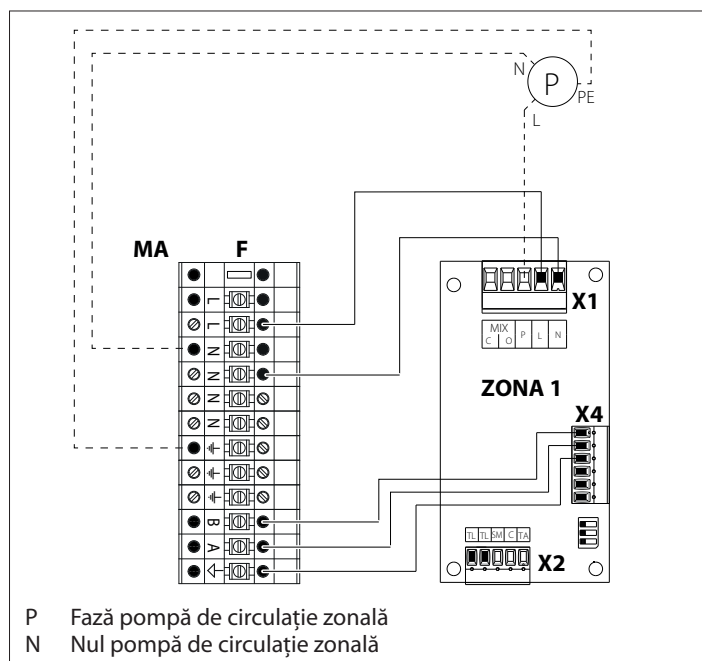 N
P
PE
L
MA F
L
L
N
N
N
N
B
A
X1
MIX
C O P L N
ZONA 1
X4
TL TL SM C TA
X2
P Fază pompă de circulație zonală
N Nul pompă de circulație zonală